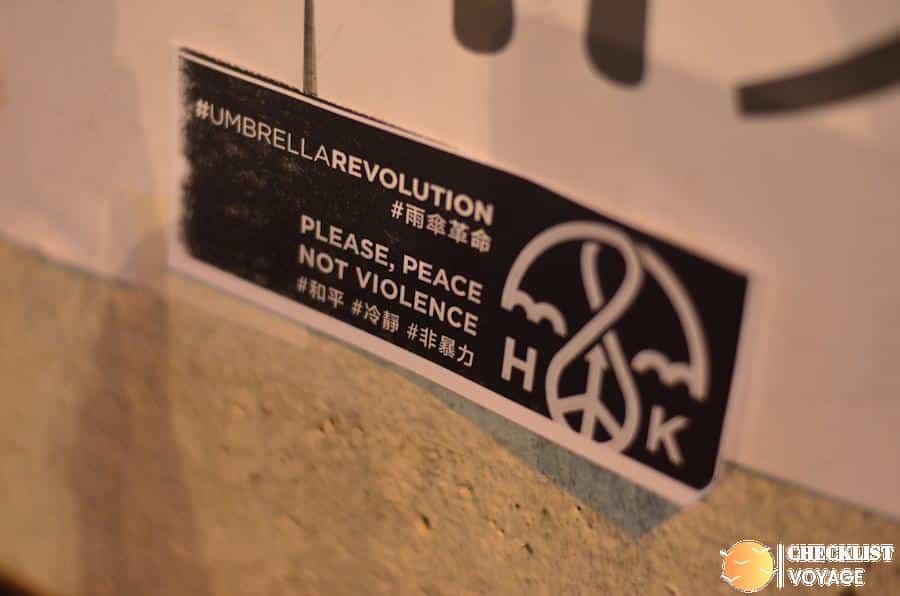 #UMBRELLAREVOLUTION
#雨傘革命
PLEASE, PEACE
NOT VIOLENCE
#和平 #冷靜 #非暴力
H K
CHECKLIST
VOYAGE